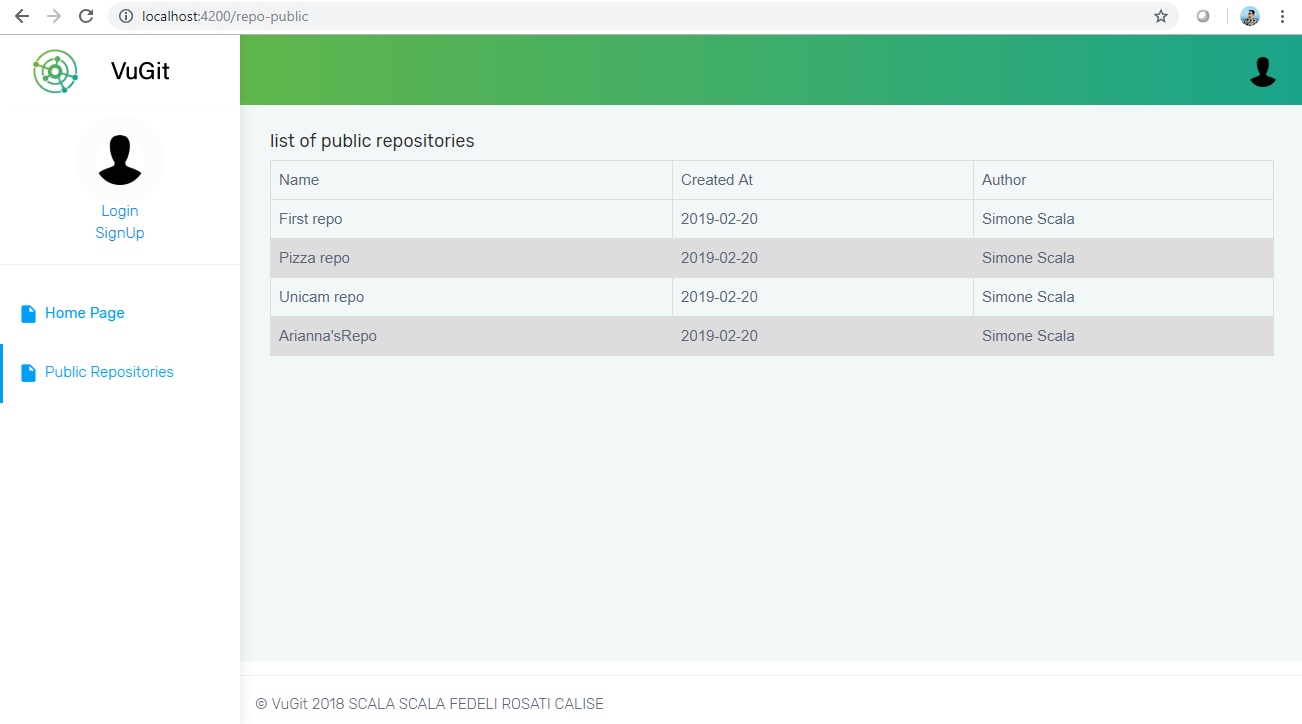 localhost:4200/repo-public
VuGit
Login
SignUp
Home Page
Public Repositories
list of public repositories
Name Created At Author
First repo 2019-02-20 Simone Scala
Pizza repo 2019-02-20 Simone Scala
Unicam repo 2019-02-20 Simone Scala
Arianna'sRepo 2019-02-20 Simone Scala
© VuGit 2018 SCALA SCALA FEDELI ROSATI CALISE